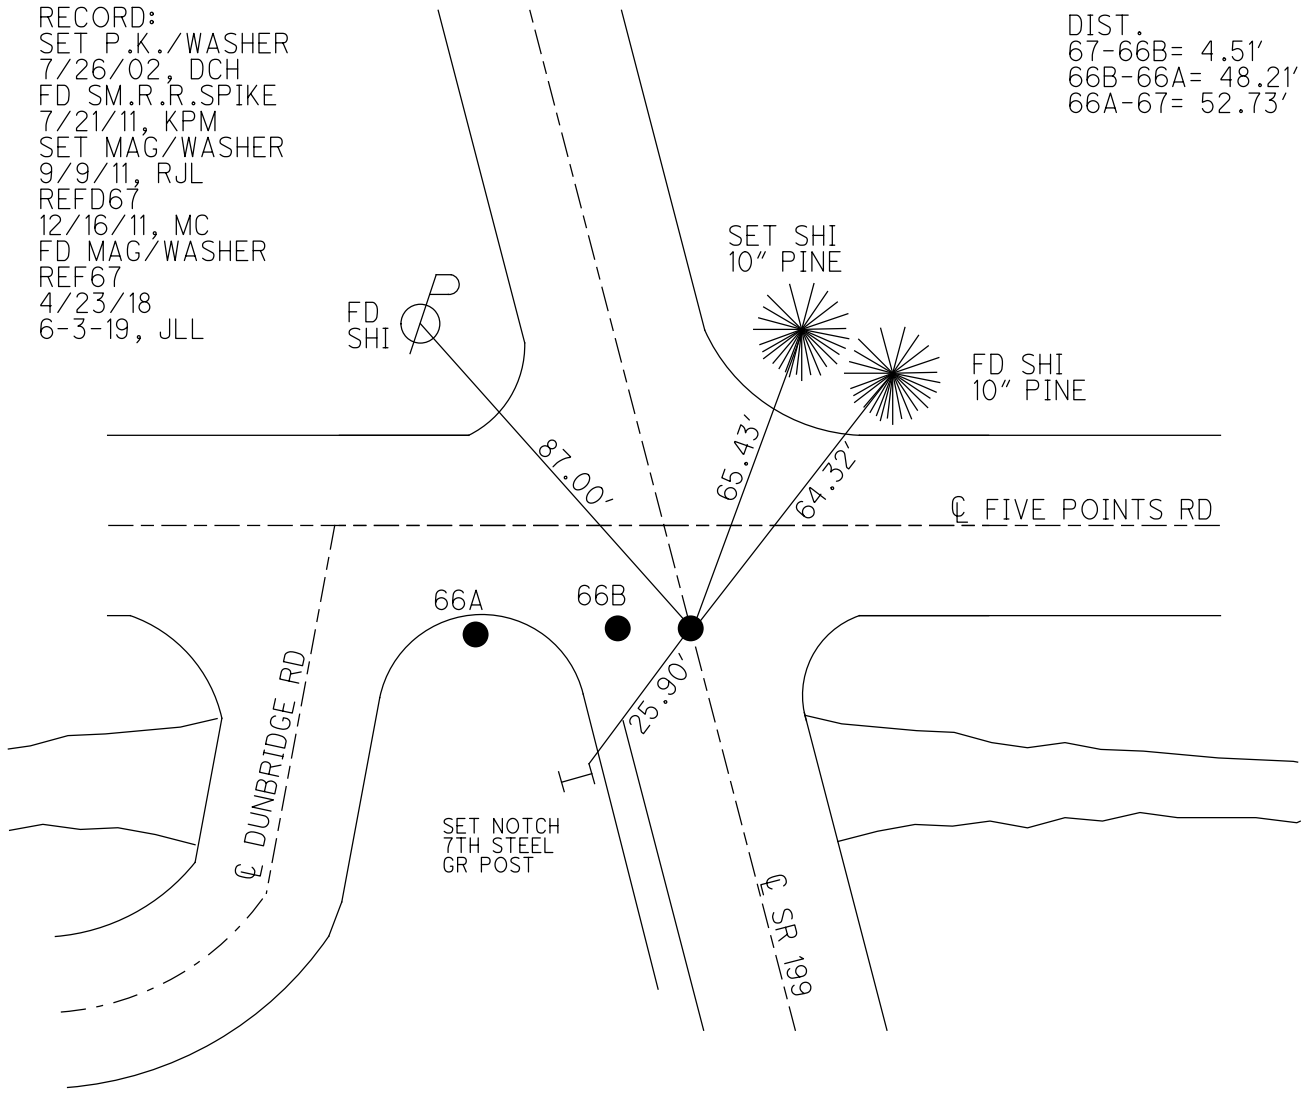 RECORD:
SET P.K./WASHER
7/26/02, DCH
FD SM.R.R.SPIKE
7/21/11, KPM
SET MAG/WASHER
9/9/11, RJL
REFD67
12/16/11, MC
FD MAG/WASHER
REF67
4/23/18
6-3-19, JLL
DIST.
67-66B= 4.51'
66B-66A= 48.21'
66A-67= 52.73'
SET SHI
10" PINE
FD
SHI
FD SHI
10" PINE
87.00'
65.43'
64.32'
℄ FIVE POINTS RD
66A
66B
25.90'
℄ DUNBRIDGE RD
SET NOTCH
7TH STEEL
GR POST
℄ SR 199